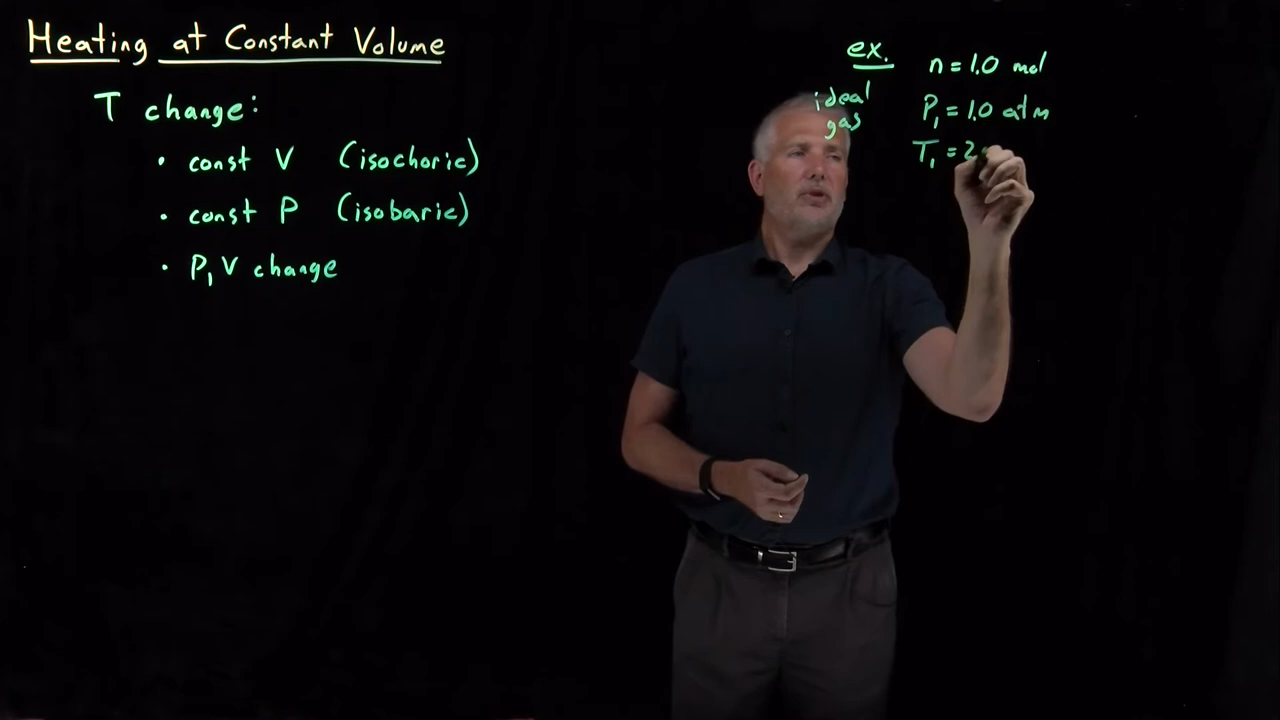 Heating at Constant Volume
T change:
• const V (isochoric)
• const P (isobaric)
• P, V change
ex.
ideal
gas
n = 1.0 mol
P₁ = 1.0 atm
T₁ = 2